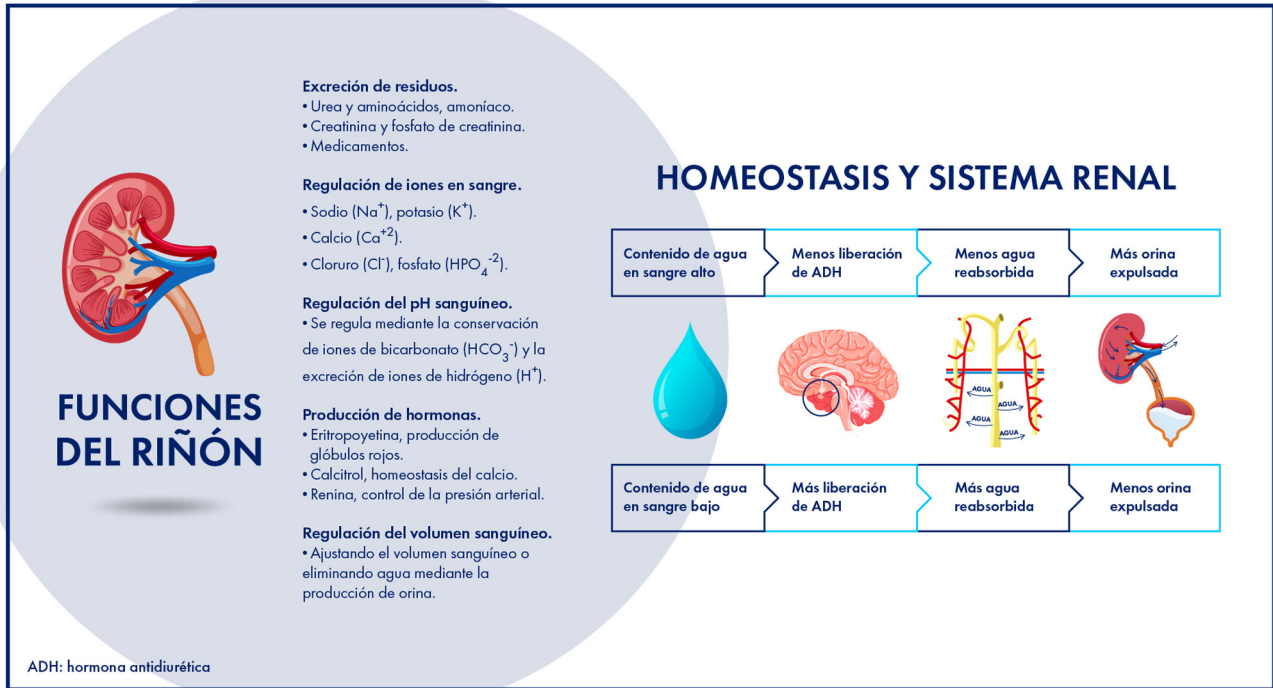 FUNCIONES
DEL RIÑÓN
Excreción de residuos.
• Urea y aminoácidos, amoníaco.
• Creatinina y fosfato de creatinina.
• Medicamentos.
Regulación de iones en sangre.
• Sodio (Na⁺), potasio (K⁺).
• Calcio (Ca⁺²).
• Cloruro (Cl⁻), fosfato (HPO₄⁻²).
Regulación del pH sanguíneo.
• Se regula mediante la conservación
de iones de bicarbonato (HCO₃⁻) y la
excreción de iones de hidrógeno (H⁺).
Producción de hormonas.
• Eritropoyetina, producción de
glóbulos rojos.
• Calcitrol, homeostasis del calcio.
• Renina, control de la presión arterial.
Regulación del volumen sanguíneo.
• Ajustando el volumen sanguíneo o
eliminando agua mediante la
producción de orina.
ADH: hormona antidiurética
HOMEOSTASIS Y SISTEMA RENAL
Contenido de agua
en sangre alto
Menos liberación
de ADH
Menos agua
reabsorbida
Más orina
expulsada
AGUA
AGUA
AGUA
AGUA
Contenido de agua
en sangre bajo
Más liberación
de ADH
Más agua
reabsorbida
Menos orina
expulsada